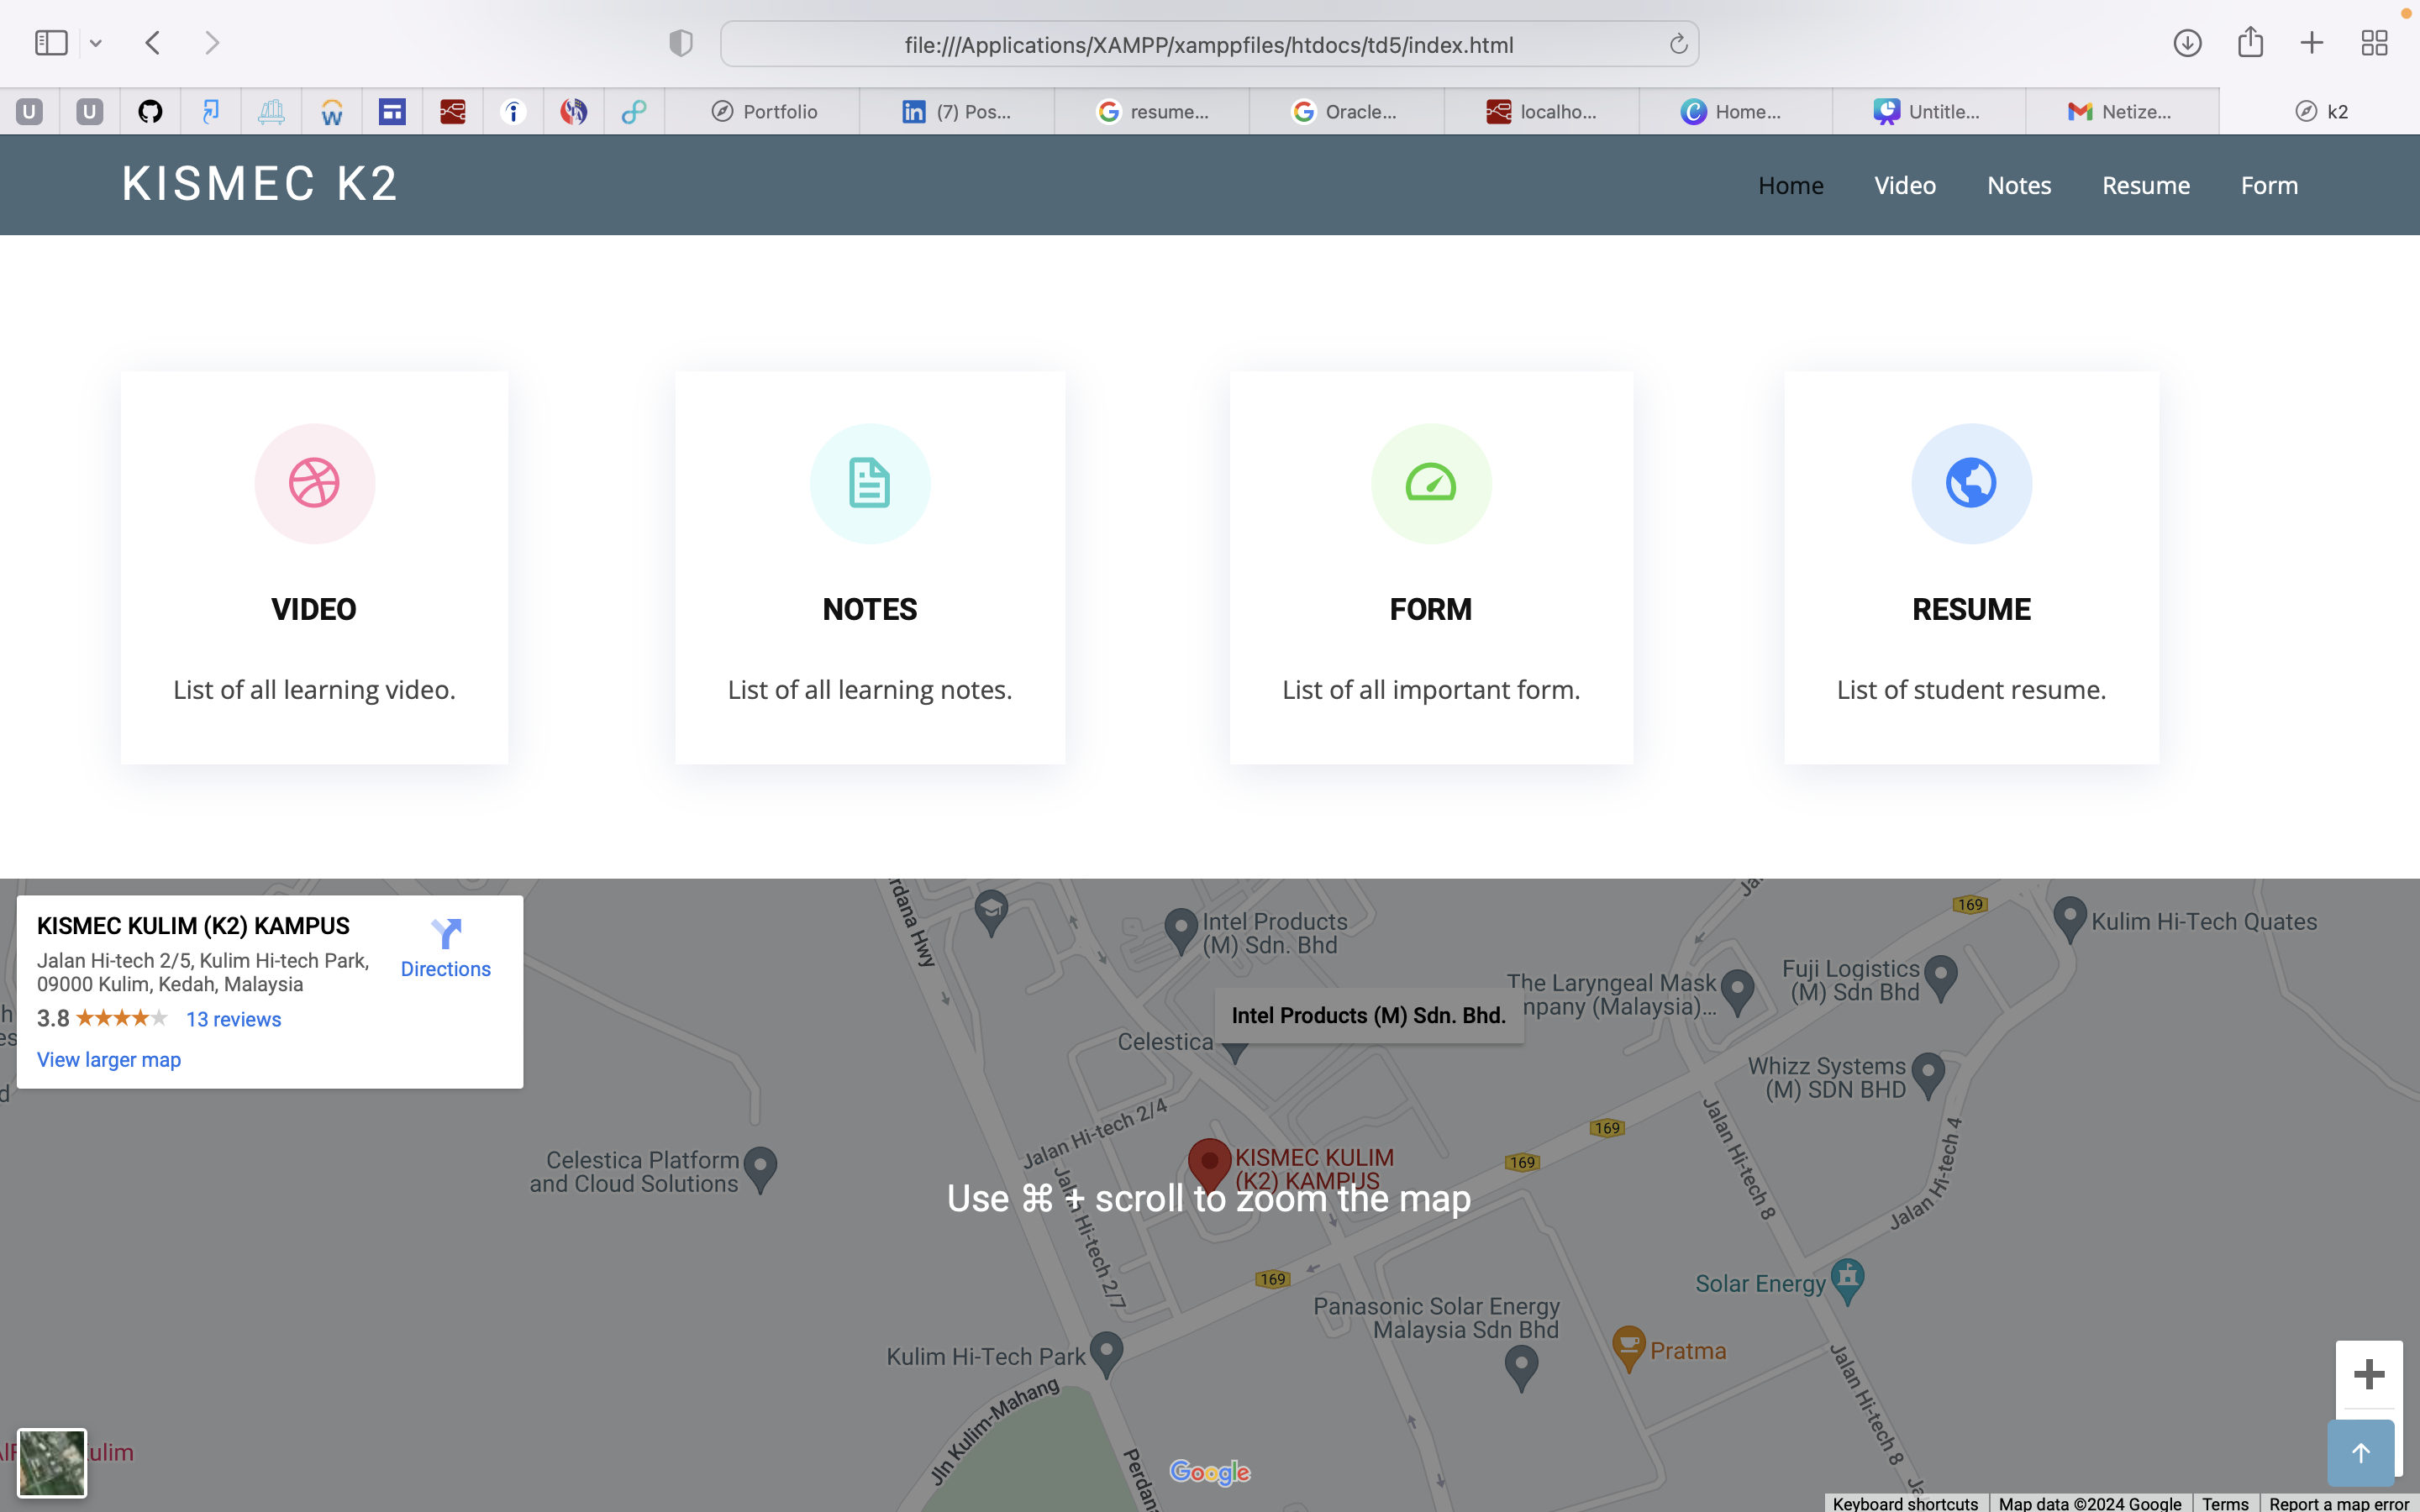 file:///Applications/XAMPP/xamppfiles/htdocs/td5/index.html
U
U
Portfolio
(7) Pos...
resume...
Oracle...
localho...
Home...
Untitle...
Netize...
k2
KISMEC K2
Home
Video
Notes
Resume
Form
VIDEO
List of all learning video.
NOTES
List of all learning notes.
FORM
List of all important form.
RESUME
List of student resume.
KISMEC KULIM (K2) KAMPUS
Jalan Hi-tech 2/5, Kulim Hi-tech Park,
09000 Kulim, Kedah, Malaysia
Directions
3.8
13 reviews
View larger map
Intel Products
(M) Sdn. Bhd
169
Kulim Hi-Tech Quates
Fuji Logistics
(M) Sdn Bhd
The Laryngeal Mask
(Malaysia)...
Intel Products (M) Sdn. Bhd.
Celestica
Whizz Systems
(M) SDN BHD
Jalan Hi-tech 2/4
Jalan Hi-tech 8
Jalan Hi-tech 4
169
169
Celestica Platform
and Cloud Solutions
KISMEC KULIM
(K2) KAMPUS
Use ⌘ + scroll to zoom the map
Jalan Hi-tech 2/7
169
Solar Energy
Panasonic Solar Energy
Malaysia Sdn Bhd
Pratma
Kulim Hi-Tech Park
Jln Kulim-Mahang
Jalan Hi-tech 8
Google
Keyboard shortcuts
Map data ©2024 Google
Terms
Report a map error